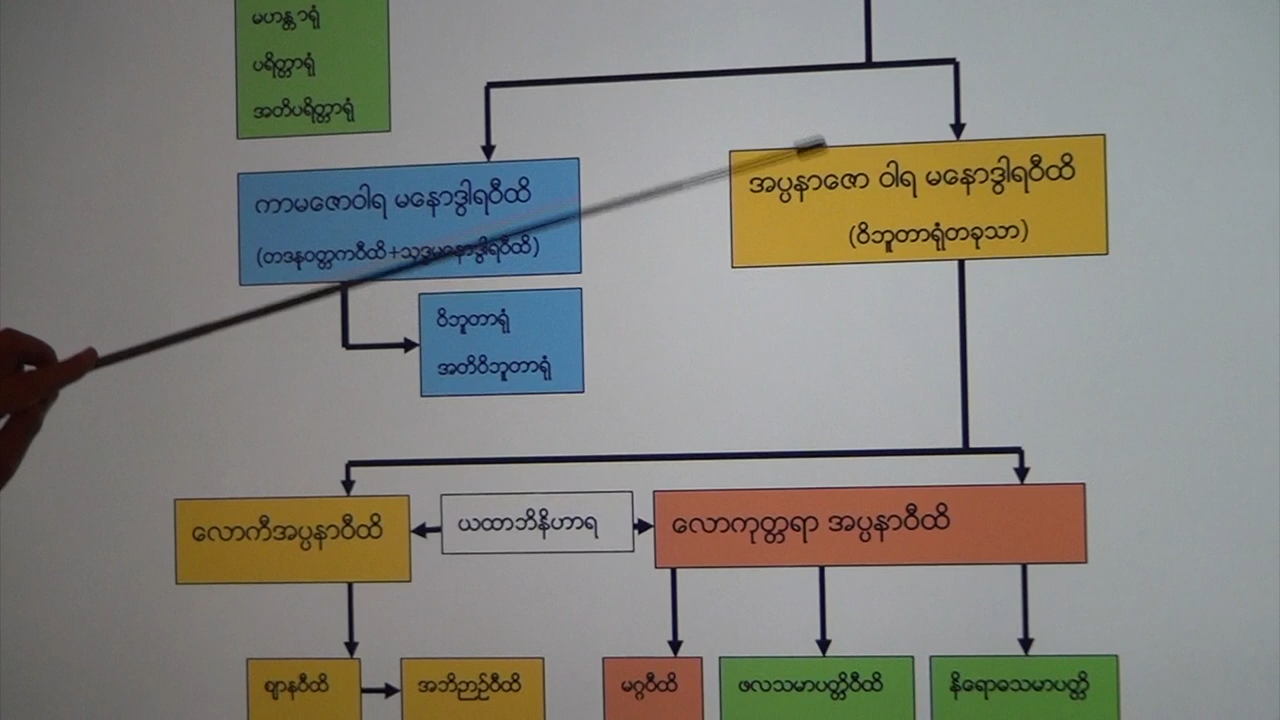 မဟန္တာရုံ
ပရိတ္တာရုံ
အတိပရိတ္တာရုံ
ကာမဇောဝါရ မနောဒွါရဝီထိ
(တဒနုဝတ္တကဝီထိ+သုဒ္ဓမနောဒွါရဝီထိ)
ဝိဘူတာရုံ
အတိဝိဘူတာရုံ
အပ္ပနာဇော ဝါရ မနောဒွါရဝီထိ
(ဝိဘူတာရုံတခုသာ)
လောကီအပ္ပနာဝီထိ
ယထာဘိနိဟာရ
လောကုတ္တရာ အပ္ပနာဝီထိ
ဈာနဝီထိ
အဘိဉာဉ်ဝီထိ
မဂ္ဂဝီထိ
ဖလသမာပတ္တိဝီထိ
နိရောဓသမာပတ္တိ